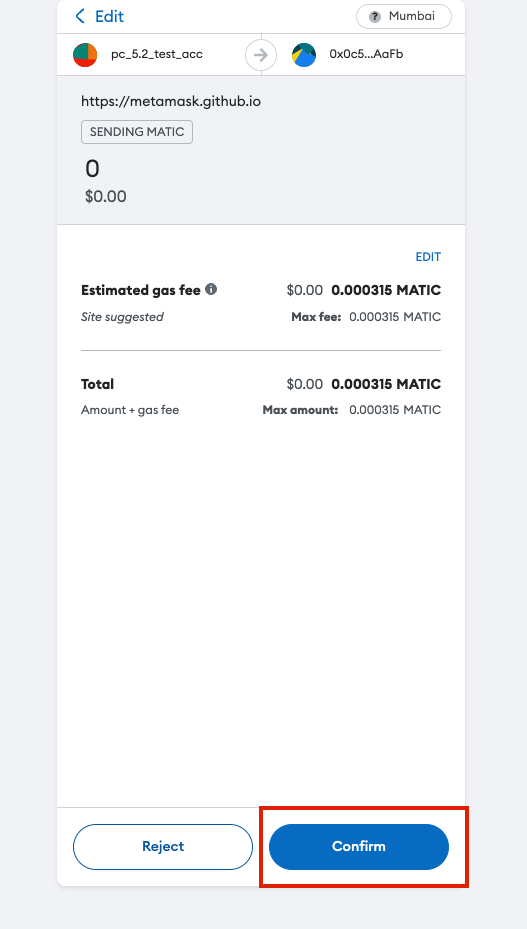 Edit
? Mumbai
pc_5.2_test_acc
0x0c5...AaFb
https://metamask.github.io
SENDING MATIC
0
$0.00
EDIT
Estimated gas fee i $0.00 0.000315 MATIC
Site suggested Max fee: 0.000315 MATIC
Total $0.00 0.000315 MATIC
Amount + gas fee Max amount: 0.000315 MATIC
Reject
Confirm